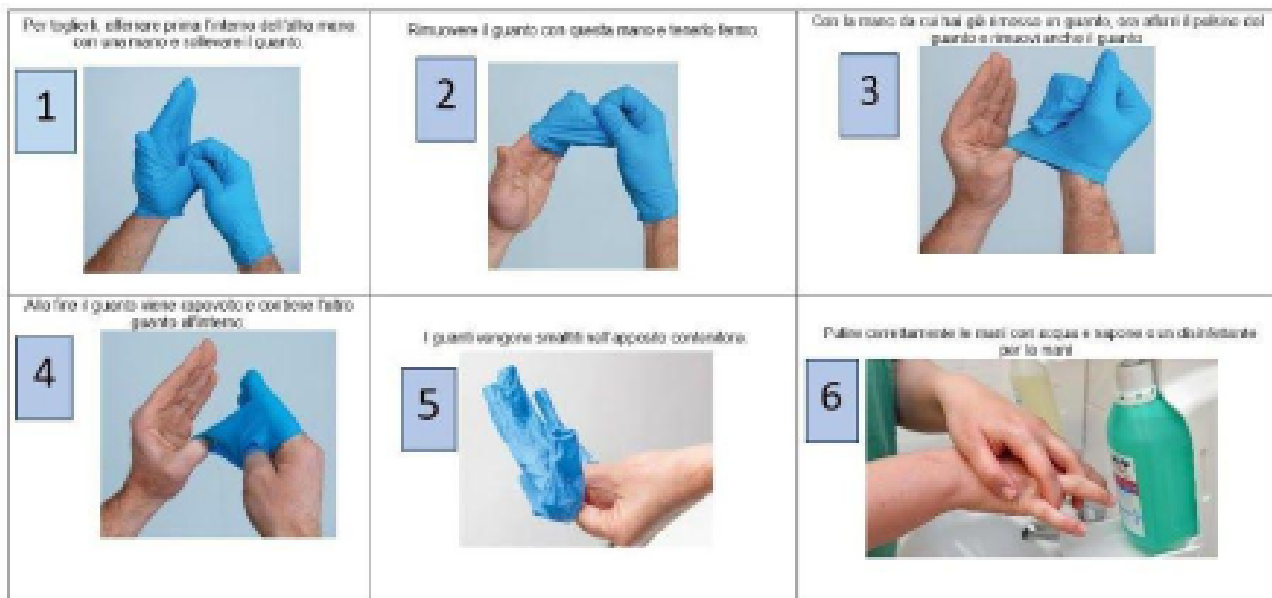 Per toglierli, afferrare prima l'interno dell'altra mano
con una mano e sollevare il guanto.
1
Rimuovere il guanto con questa mano e tenerlo fermo.
2
Con la mano da cui hai già rimosso un guanto, ora afferri il polsino del
guanto e rimuovi anche il guanto
3
Alla fine il guanto viene capovolto e contiene l'altro
guanto all'interno.
4
I guanti vengono smaltiti nell'apposito contenitore.
5
Pulire correttamente le mani con acqua e sapone o un disinfettante
per le mani
6